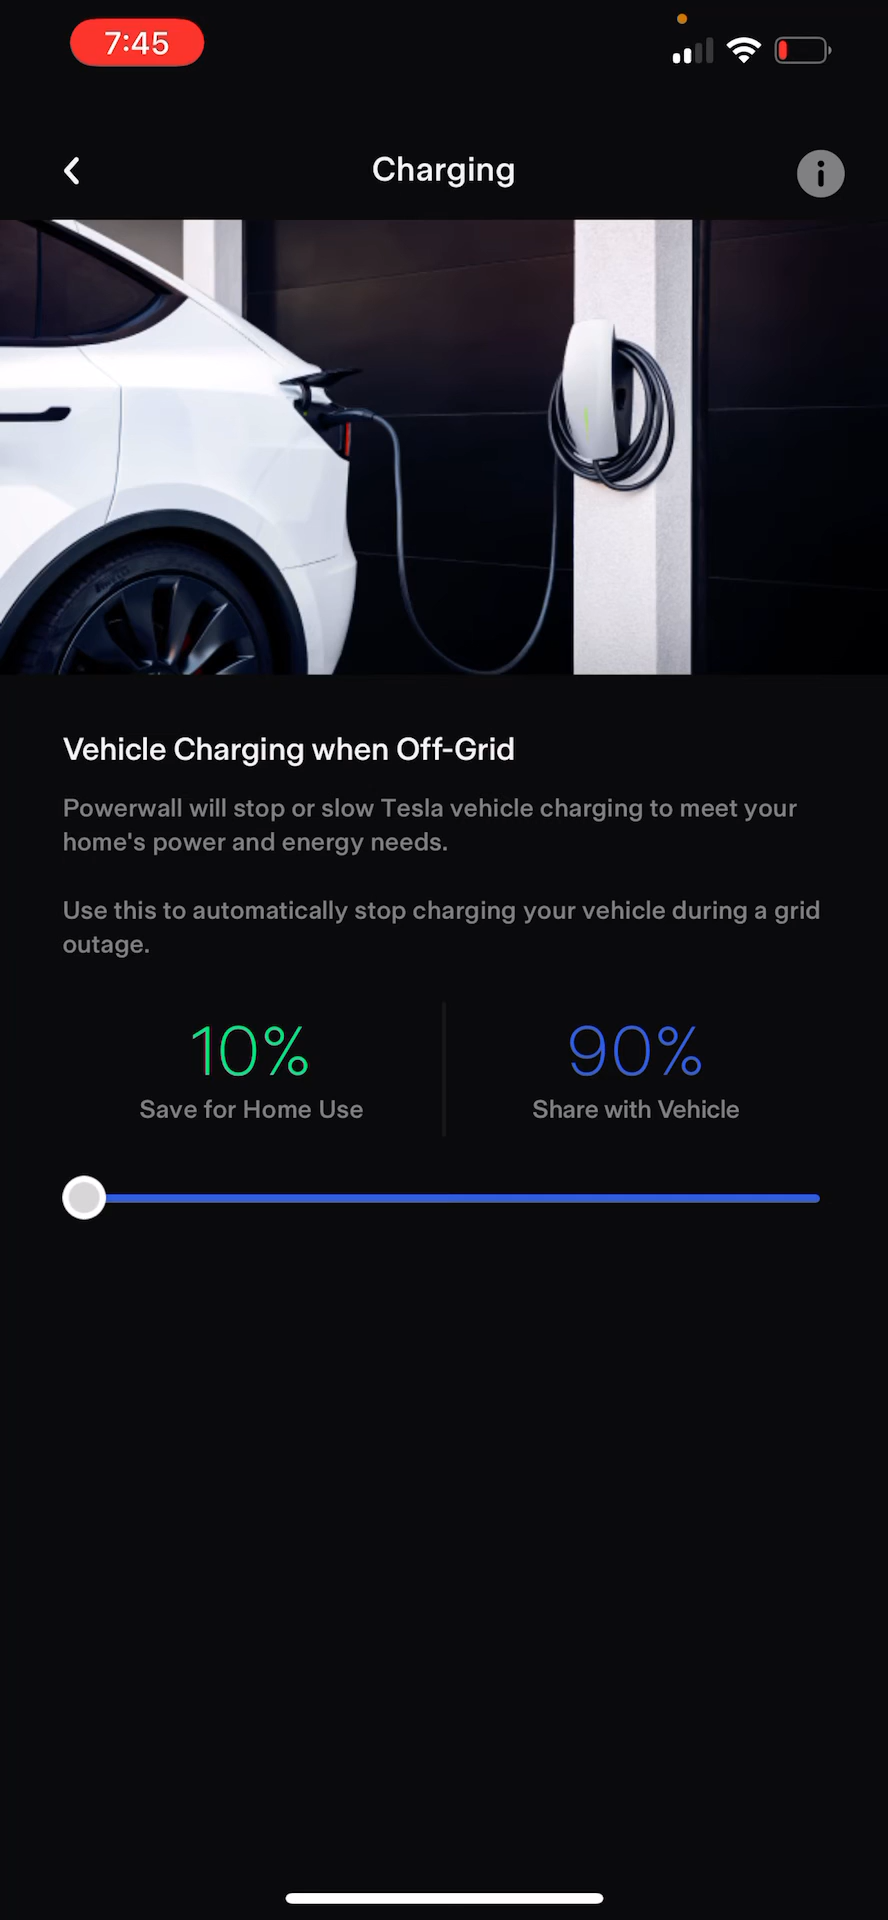 7:45
Charging
Vehicle Charging when Off-Grid
Powerwall will stop or slow Tesla vehicle charging to meet your
home's power and energy needs.
Use this to automatically stop charging your vehicle during a grid
outage.
10%
Save for Home Use
90%
Share with Vehicle